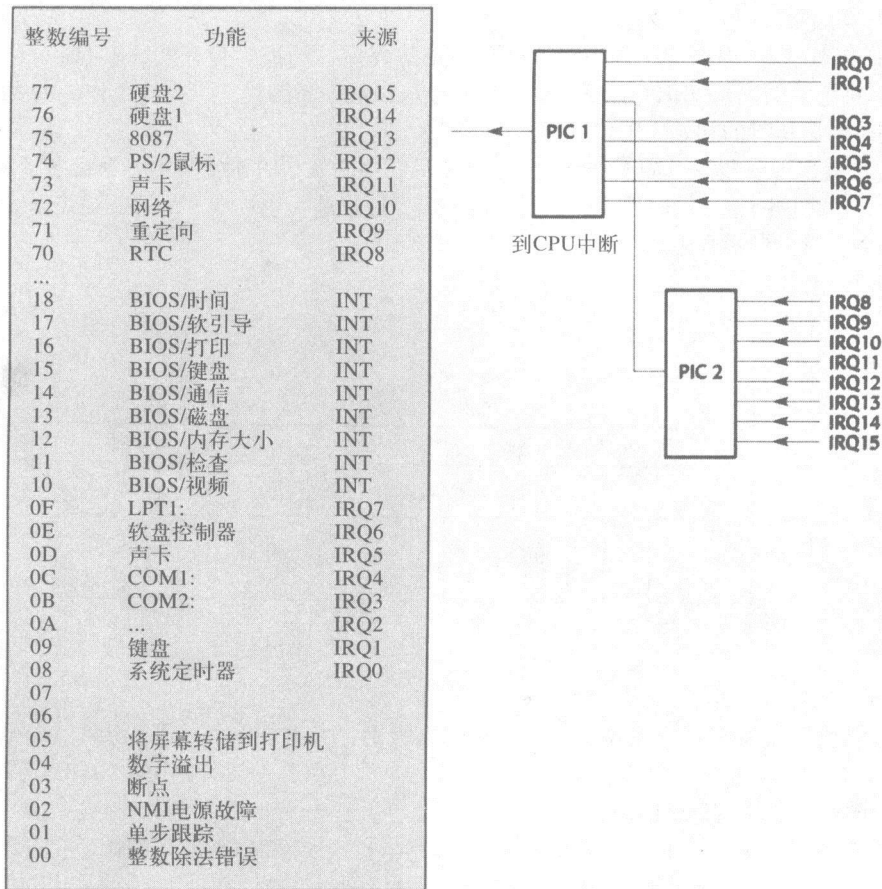 整数编号 功能 来源
77 硬盘2 IRQ15
76 硬盘1 IRQ14
75 8087 IRQ13
74 PS/2鼠标 IRQ12
73 声卡 IRQ11
72 网络 IRQ10
71 重定向 IRQ9
70 RTC IRQ8
...
18 BIOS/时间 INT
17 BIOS/软引导 INT
16 BIOS/打印 INT
15 BIOS/键盘 INT
14 BIOS/通信 INT
13 BIOS/磁盘 INT
12 BIOS/内存大小 INT
11 BIOS/检查 INT
10 BIOS/视频 INT
0F LPT1: IRQ7
0E 软盘控制器 IRQ6
0D 声卡 IRQ5
0C COM1: IRQ4
0B COM2: IRQ3
0A ... IRQ2
09 键盘 IRQ1
08 系统定时器 IRQ0
07
06
05 将屏幕转储到打印机
04 数字溢出
03 断点
02 NMI电源故障
01 单步跟踪
00 整数除法错误
PIC 1
IRQ0
IRQ1
IRQ3
IRQ4
IRQ5
IRQ6
IRQ7
到CPU中断
PIC 2
IRQ8
IRQ9
IRQ10
IRQ11
IRQ12
IRQ13
IRQ14
IRQ15